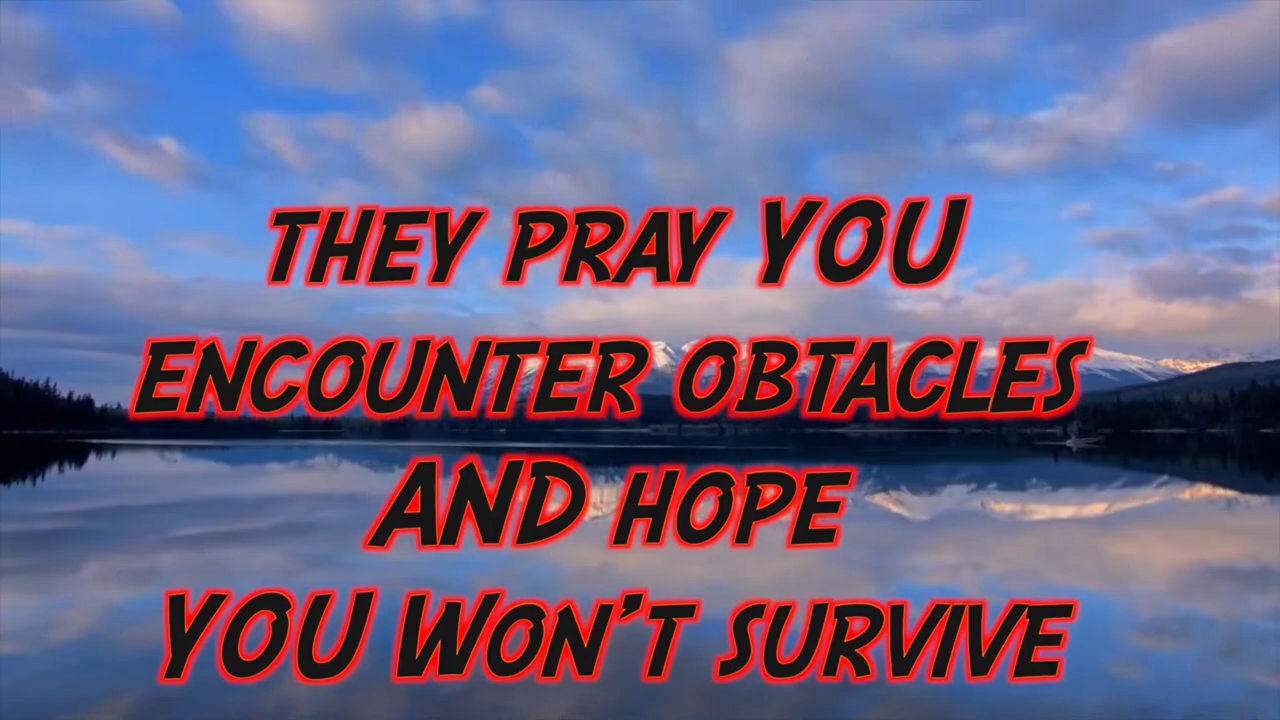 THEY PRAY YOU
ENCOUNTER OBTACLES
AND HOPE
YOU WON'T SURVIVE